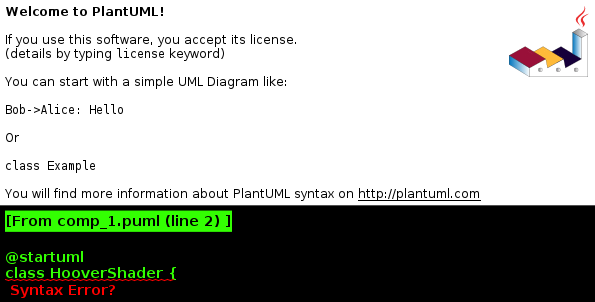 Welcome to PlantUML!
If you use this software, you accept its license.
(details by typing license keyword)
You can start with a simple UML Diagram like:
Bob->Alice: Hello
Or
class Example
You will find more information about PlantUML syntax on http://plantuml.com
[From comp_1.puml (line 2) ]
@startuml
class HooverShader {
Syntax Error?